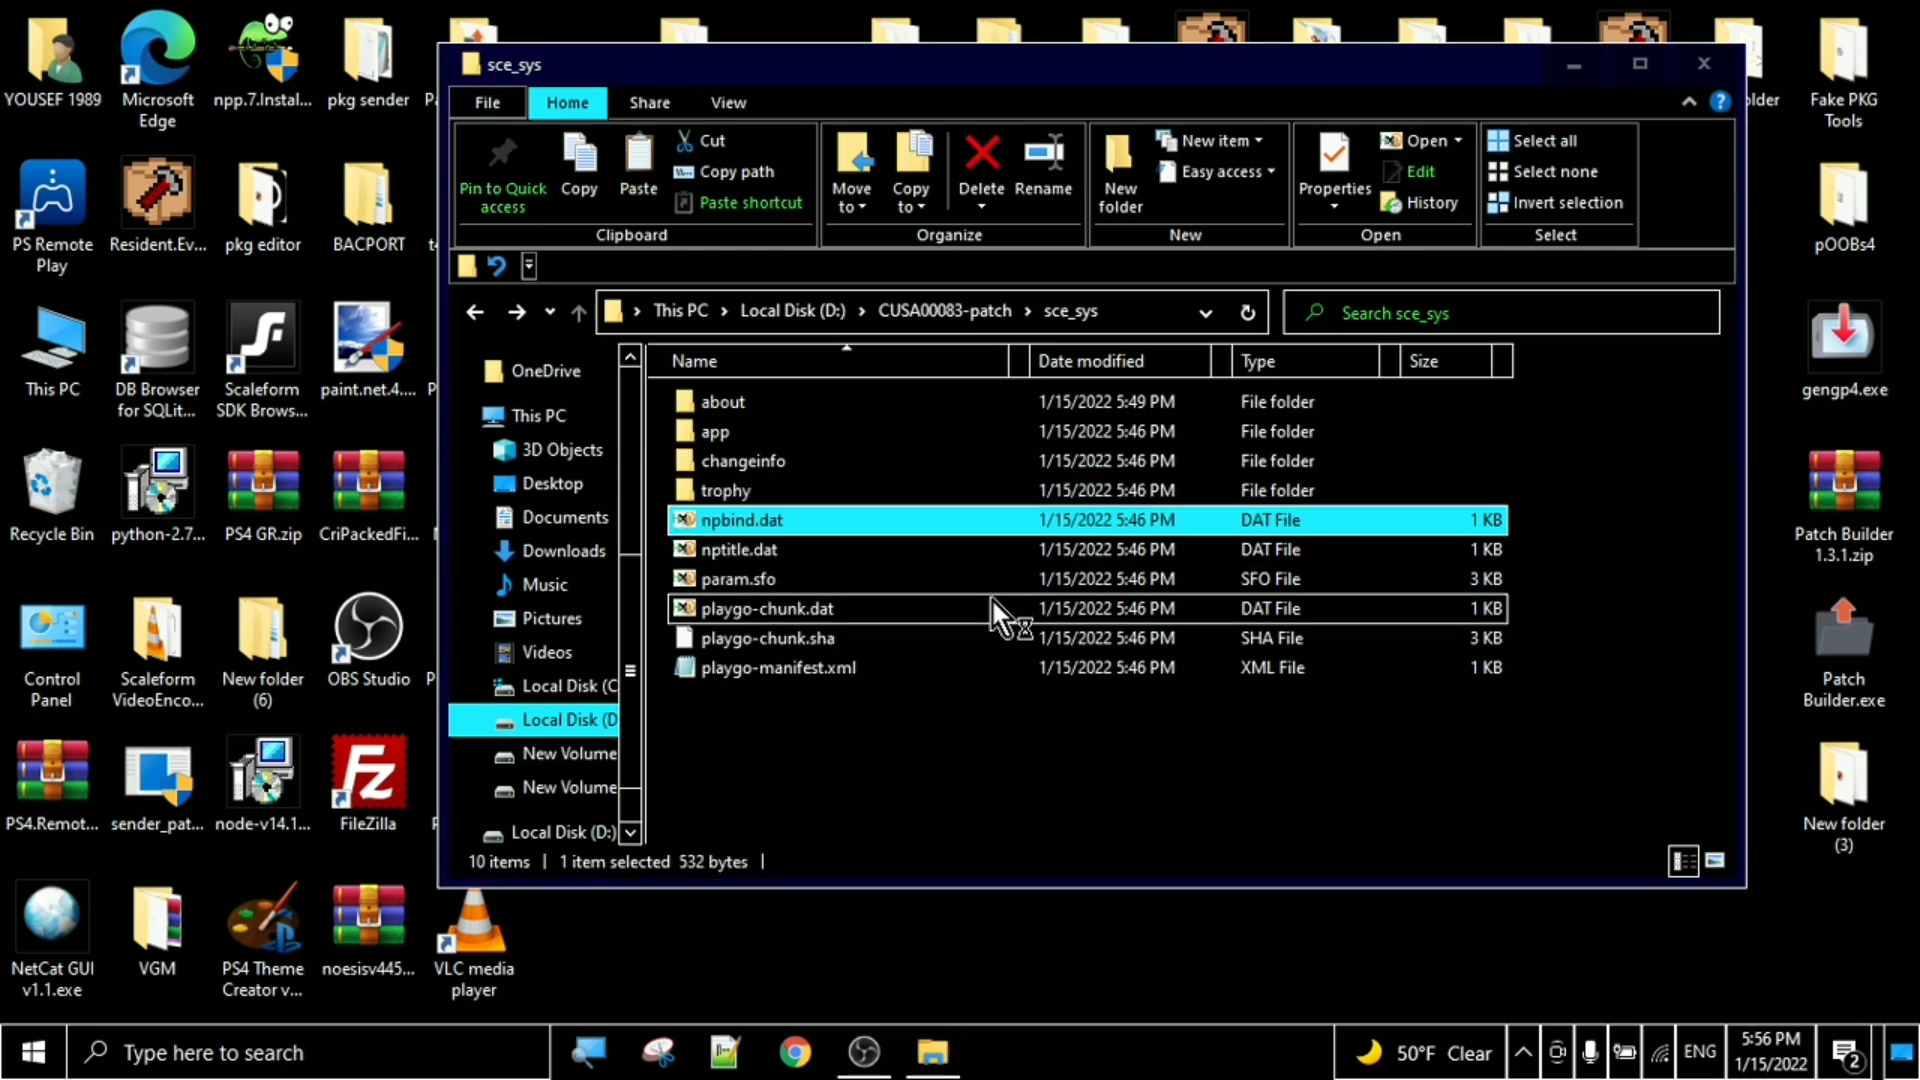 YOUSEF 1989
Microsoft
Edge
npp.7.Instal...
pkg sender
Fake PKG
Tools
PS Remote
Play
Resident.Ev...
pkg editor
BACPORT
pOOBs4
This PC
DB Browser
for SQLit...
Scaleform
SDK Brows...
paint.net.4....
gengp4.exe
Recycle Bin
python-2.7...
PS4 GR.zip
CriPackedFi...
Patch Builder
1.3.1.zip
Control
Panel
Scaleform
VideoEnco...
New folder
(6)
OBS Studio
Patch
Builder.exe
PS4.Remot...
sender_pat...
node-v14.1...
FileZilla
New folder
(3)
NetCat GUI
v1.1.exe
VGM
PS4 Theme
Creator v...
noesisv445...
VLC media
player
sce_sys
File
Home
Share
View
Pin to Quick
access
Copy
Paste
Cut
Copy path
Paste shortcut
Clipboard
Move
to
Copy
to
Delete
Rename
Organize
New
folder
New item
Easy access
New
Properties
Open
Edit
History
Open
Select all
Select none
Invert selection
Select
This PC > Local Disk (D:) > CUSA00083-patch > sce_sys
Search sce_sys
OneDrive
This PC
3D Objects
Desktop
Documents
Downloads
Music
Pictures
Videos
Local Disk (C
Local Disk (D
New Volume
New Volume
Local Disk (D:)
Name Date modified Type Size
about 1/15/2022 5:49 PM File folder
app 1/15/2022 5:46 PM File folder
changeinfo 1/15/2022 5:46 PM File folder
trophy 1/15/2022 5:46 PM File folder
npbind.dat 1/15/2022 5:46 PM DAT File 1 KB
nptitle.dat 1/15/2022 5:46 PM DAT File 1 KB
param.sfo 1/15/2022 5:46 PM SFO File 3 KB
playgo-chunk.dat 1/15/2022 5:46 PM DAT File 1 KB
playgo-chunk.sha 1/15/2022 5:46 PM SHA File 3 KB
playgo-manifest.xml 1/15/2022 5:46 PM XML File 1 KB
10 items 1 item selected 532 bytes
Type here to search
50°F Clear
ENG
5:56 PM
1/15/2022
2